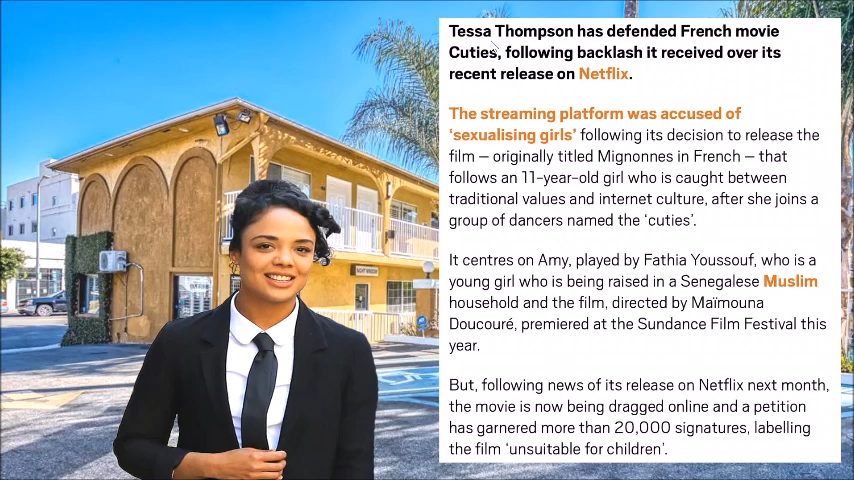 Tessa Thompson has defended French movie
Cuties, following backlash it received over its
recent release on Netflix.
The streaming platform was accused of
‘sexualising girls’ following its decision to release the
film — originally titled Mignonnes in French — that
follows an 11-year-old girl who is caught between
traditional values and internet culture, after she joins a
group of dancers named the ‘cuties’.
It centres on Amy, played by Fathia Youssouf, who is a
young girl who is being raised in a Senegalese Muslim
household and the film, directed by Maïmouna
Doucouré, premiered at the Sundance Film Festival this
year.
But, following news of its release on Netflix next month,
the movie is now being dragged online and a petition
has garnered more than 20,000 signatures, labelling
the film ‘unsuitable for children’.